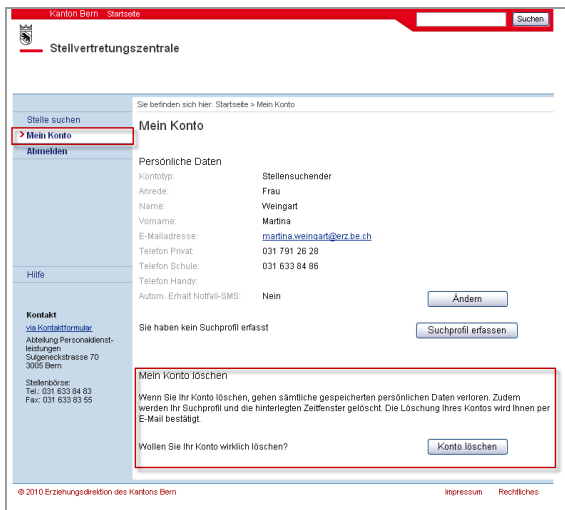 Kanton Bern Startseite
Suchen
Stellvertretungszentrale
Sie befinden sich hier: Startseite > Mein Konto
Stelle suchen
Mein Konto
Abmelden
Hilfe
Kontakt
via Kontaktformular
Abteilung Personaldienst-
leistungen
Sulgeneckstrasse 70
3005 Bern
Stellenbörse:
Tel.: 031 633 84 83
Fax: 031 633 83 55
Mein Konto
Persönliche Daten
Kontotyp: Stellensuchender
Anrede: Frau
Name: Weingart
Vorname: Martina
E-Mailadresse: martina.weingart@erz.be.ch
Telefon Privat: 031 791 26 28
Telefon Schule: 031 633 84 86
Telefon Handy:
Autom. Erhalt Notfall-SMS: Nein
Ändern
Sie haben kein Suchprofil erfasst
Suchprofil erfassen
Mein Konto löschen
Wenn Sie Ihr Konto löschen, gehen sämtliche gespeicherten persönlichen Daten verloren. Zudem
werden Ihr Suchprofil und die hinterlegten Zeitfenster gelöscht. Die Löschung Ihres Kontos wird Ihnen per
E-Mail bestätigt.
Wollen Sie Ihr Konto wirklich löschen?
Konto löschen
© 2010 Erziehungsdirektion des Kantons Bern
Impressum Rechtliches